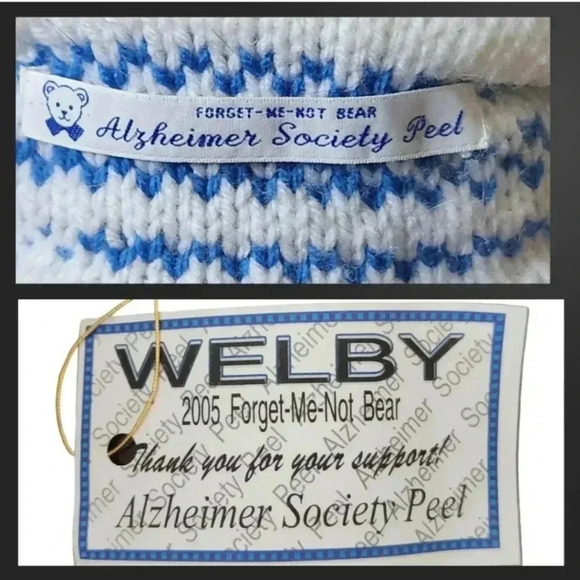 FORGET-ME-NOT BEAR
Alzheimer Society Peel
WELBY
2005 Forget-Me-Not Bear
Thank you for your support!
Alzheimer Society Peel